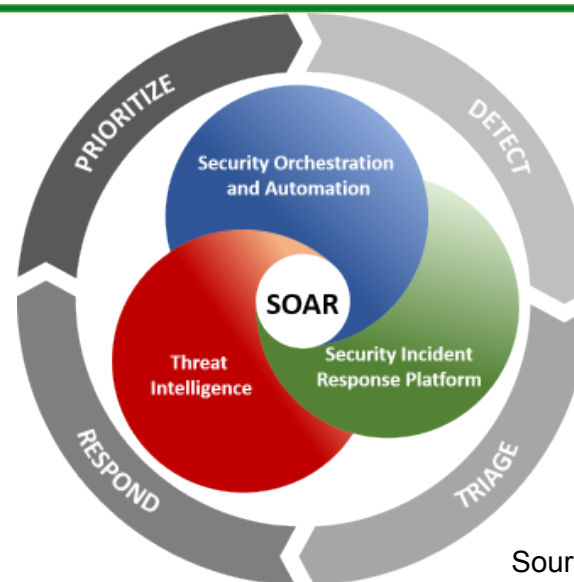 PRIORITIZE
DETECT
Security Orchestration
and Automation
SOAR
Threat
Intelligence
Security Incident
Response Platform
RESPOND
TRIAGE
Sour